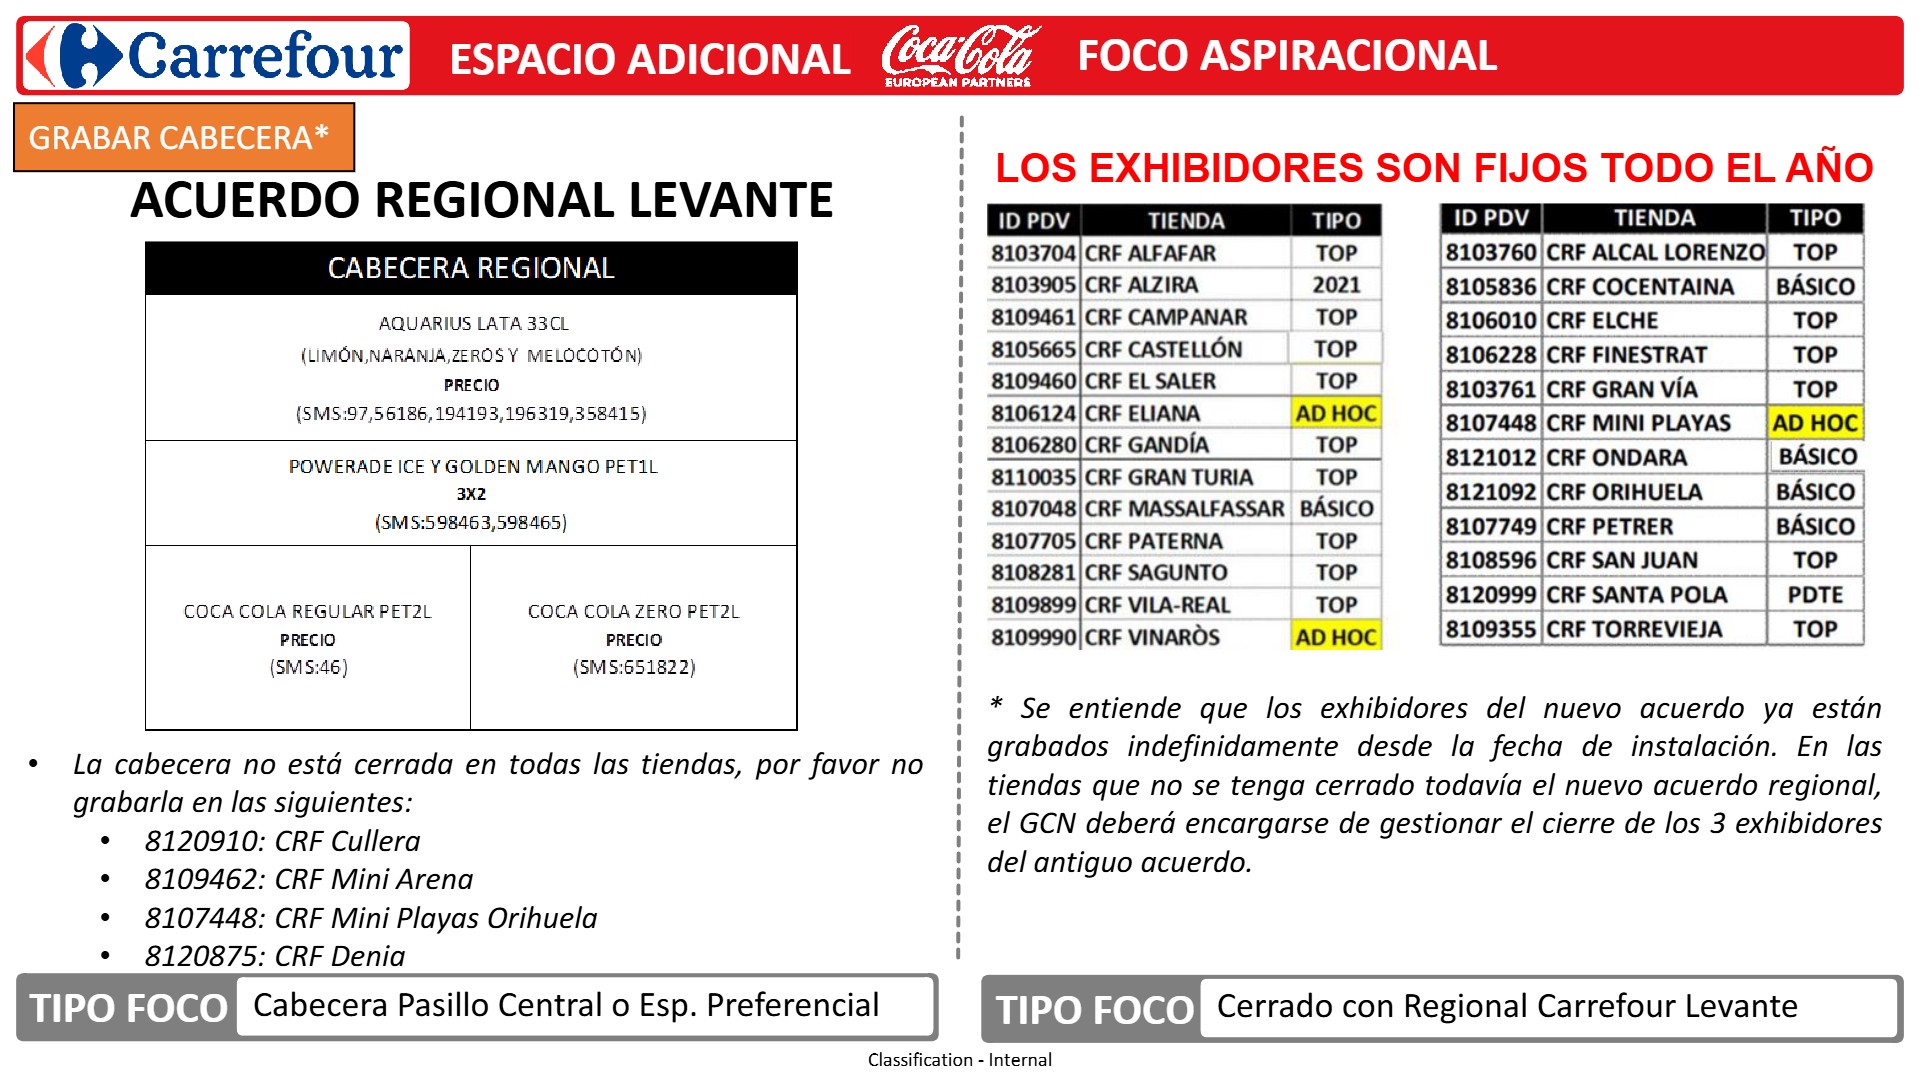 Carrefour
ESPACIO ADICIONAL
Coca-Cola
EUROPEAN PARTNERS
FOCO ASPIRACIONAL
GRABAR CABECERA*
ACUERDO REGIONAL LEVANTE
CABECERA REGIONAL
AQUARIUS LATA 33CL
(LIMÓN,NARANJA,ZEROS Y MELOCOTÓN)
PRECIO
(SMS:97,56186,194193,196319,358415)
POWERADE ICE Y GOLDEN MANGO PET1L
3X2
(SMS:598463,598465)
COCA COLA REGULAR PET2L
PRECIO
(SMS:46)
COCA COLA ZERO PET2L
PRECIO
(SMS:651822)
• La cabecera no está cerrada en todas las tiendas, por favor no
grabarla en las siguientes:
• 8120910: CRF Cullera
• 8109462: CRF Mini Arena
• 8107448: CRF Mini Playas Orihuela
• 8120875: CRF Denia
TIPO FOCO Cabecera Pasillo Central o Esp. Preferencial
LOS EXHIBIDORES SON FIJOS TODO EL AÑO
ID PDV TIENDA TIPO
8103704 CRF ALFAFAR TOP
8103905 CRF ALZIRA 2021
8109461 CRF CAMPANAR TOP
8105665 CRF CASTELLÓN TOP
8109460 CRF EL SALER TOP
8106124 CRF ELIANA AD HOC
8106280 CRF GANDÍA TOP
8110035 CRF GRAN TURIA TOP
8107048 CRF MASSALFASSAR BÁSICO
8107705 CRF PATERNA TOP
8108281 CRF SAGUNTO TOP
8109899 CRF VILA-REAL TOP
8109990 CRF VINARÒS AD HOC
ID PDV TIENDA TIPO
8103760 CRF ALCAL LORENZO TOP
8105836 CRF COCENTAINA BÁSICO
8106010 CRF ELCHE TOP
8106228 CRF FINESTRAT TOP
8103761 CRF GRAN VÍA TOP
8107448 CRF MINI PLAYAS AD HOC
8121012 CRF ONDARA BÁSICO
8121092 CRF ORIHUELA BÁSICO
8107749 CRF PETRER BÁSICO
8108596 CRF SAN JUAN TOP
8120999 CRF SANTA POLA PDTE
8109355 CRF TORREVIEJA TOP
* Se entiende que los exhibidores del nuevo acuerdo ya están
grabados indefinidamente desde la fecha de instalación. En las
tiendas que no se tenga cerrado todavía el nuevo acuerdo regional,
el GCN deberá encargarse de gestionar el cierre de los 3 exhibidores
del antiguo acuerdo.
TIPO FOCO Cerrado con Regional Carrefour Levante
Classification - Internal